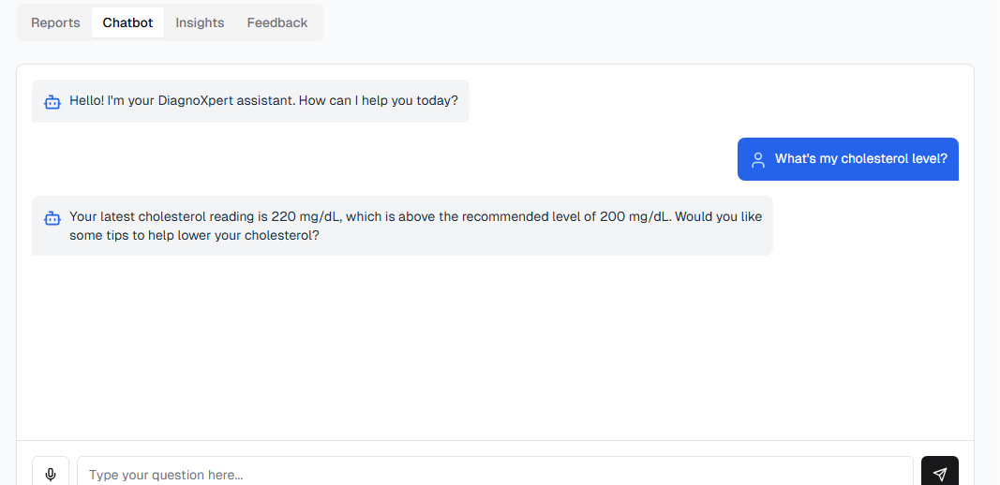 Reports Chatbot Insights Feedback
Hello! I'm your DiagnoXpert assistant. How can I help you today?
What's my cholesterol level?
Your latest cholesterol reading is 220 mg/dL, which is above the recommended level of 200 mg/dL. Would you like
some tips to help lower your cholesterol?
Type your question here...